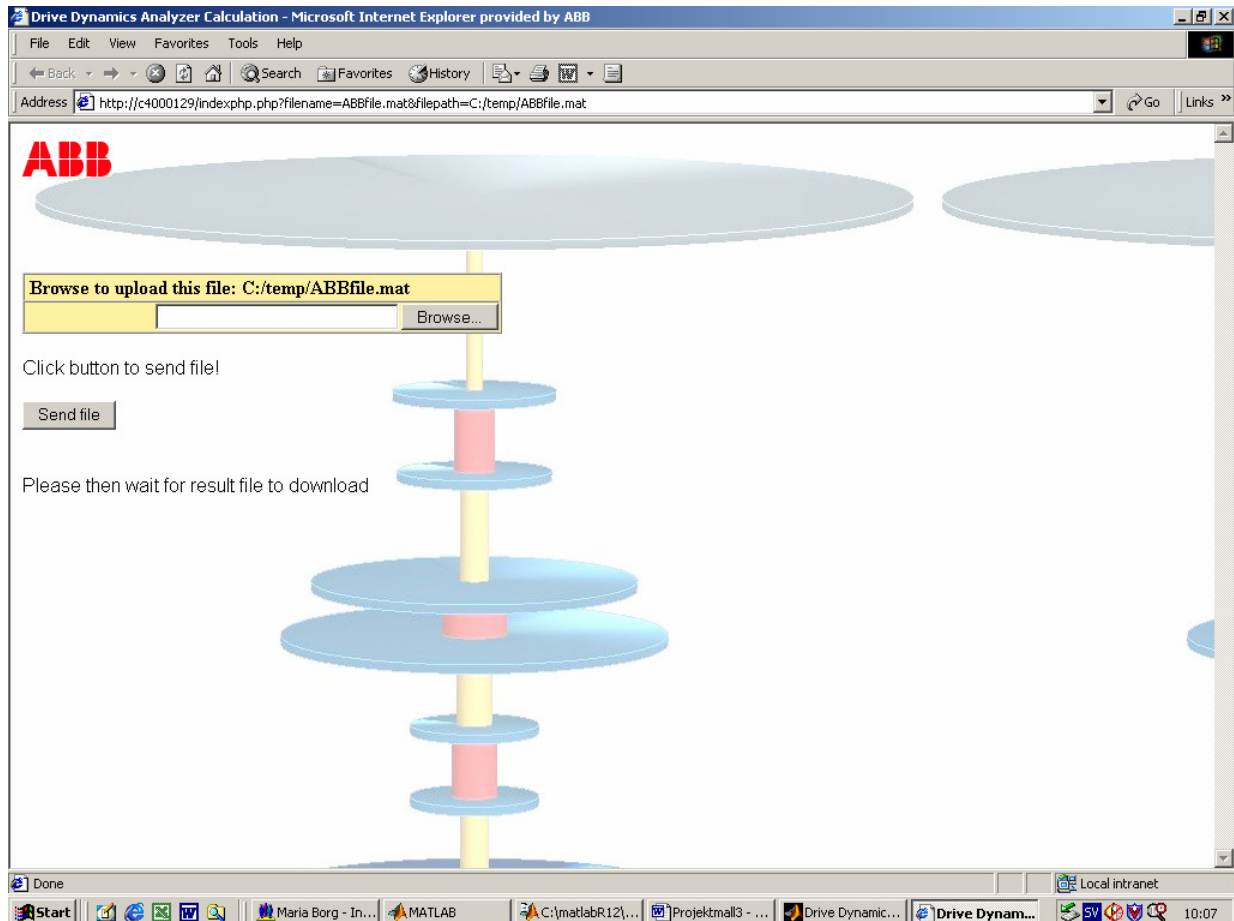 Drive Dynamics Analyzer Calculation - Microsoft Internet Explorer provided by ABB
File Edit View Favorites Tools Help
Back Search Favorites History
Address http://c4000129/indexphp.php?filename=ABBfile.mat&filepath=C:/temp/ABBfile.mat Go Links »
ABB
Browse to upload this file: C:/temp/ABBfile.mat
Browse...
Click button to send file!
Send file
Please then wait for result file to download
Done Local intranet
Start Maria Borg - In... MATLAB C:\matlabR12\... Projektmall3 - ... Drive Dynamic... Drive Dynam... SV 10:07